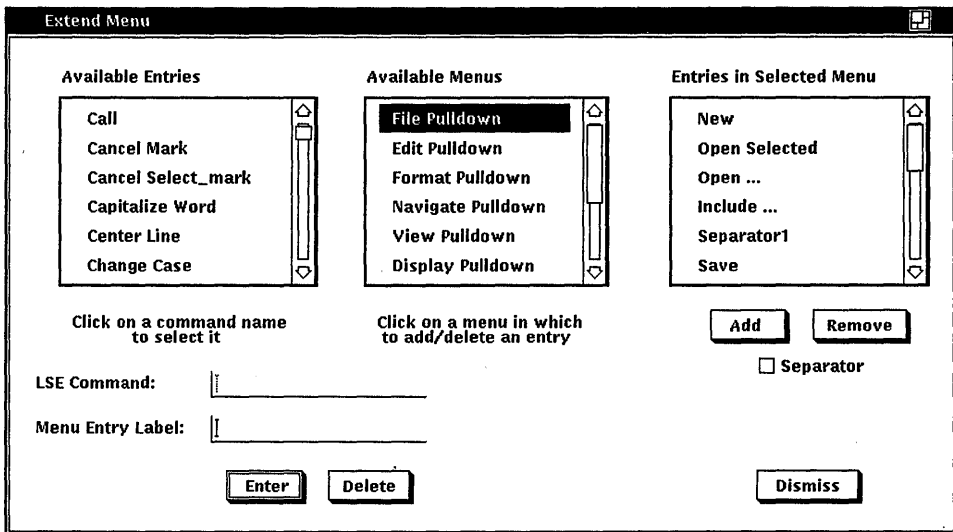 Extend Menu
Available Entries
Call
Cancel Mark
Cancel Select_mark
Capitalize Word
Center Line
Change Case
Available Menus
File Pulldown
Edit Pulldown
Format Pulldown
Navigate Pulldown
View Pulldown
Display Pulldown
Entries in Selected Menu
New
Open Selected
Open ...
Include ...
Separator1
Save
Click on a command name
to select it
Click on a menu in which
to add/delete an entry
Add
Remove
Separator
LSE Command:
Menu Entry Label:
Enter
Delete
Dismiss